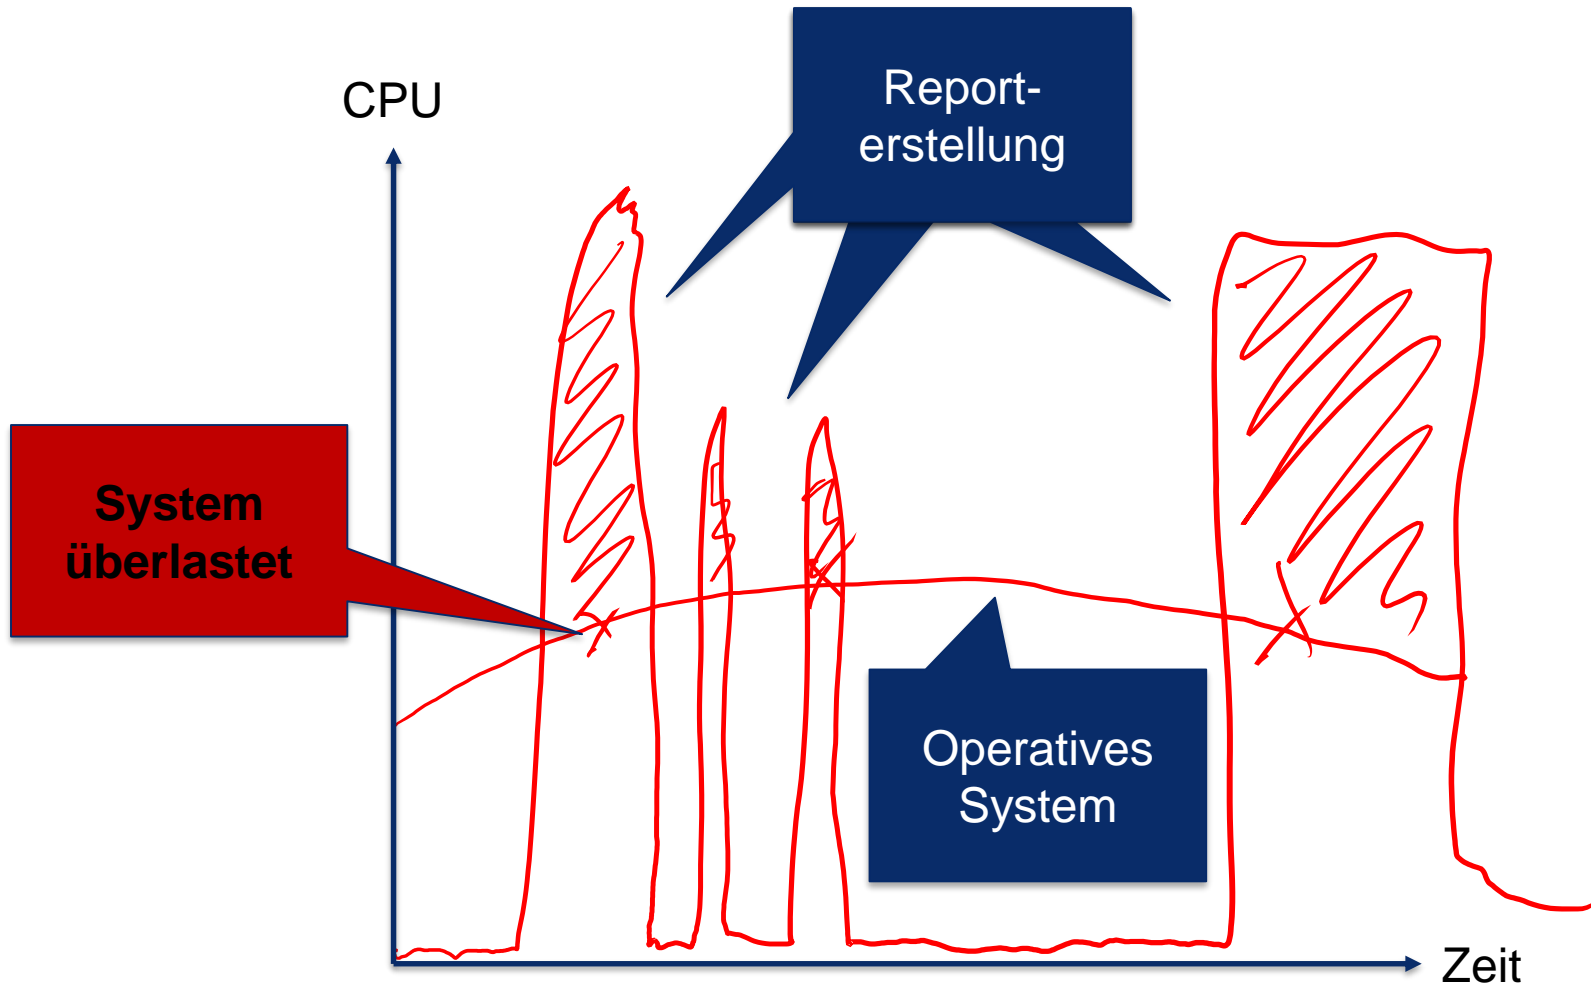 CPU
Report-
erstellung
System
überlastet
Operatives
System
Zeit